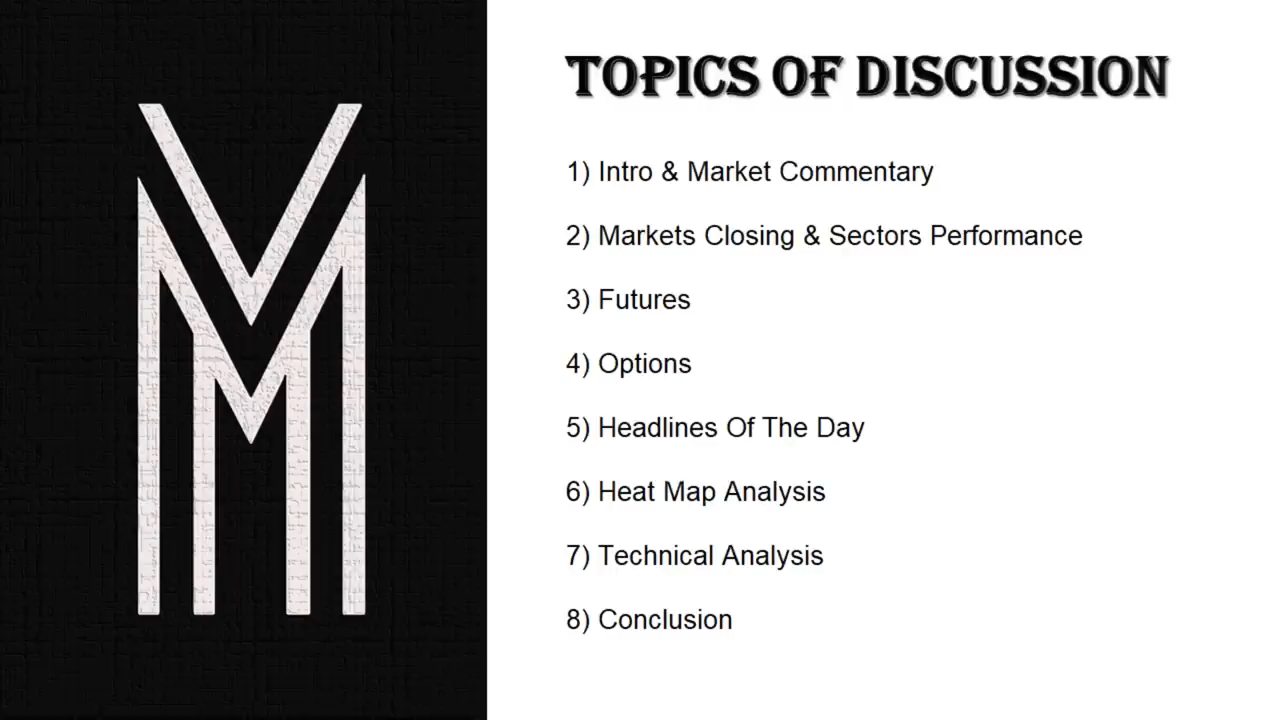 TOPICS OF DISCUSSION
1) Intro & Market Commentary
2) Markets Closing & Sectors Performance
3) Futures
4) Options
5) Headlines Of The Day
6) Heat Map Analysis
7) Technical Analysis
8) Conclusion